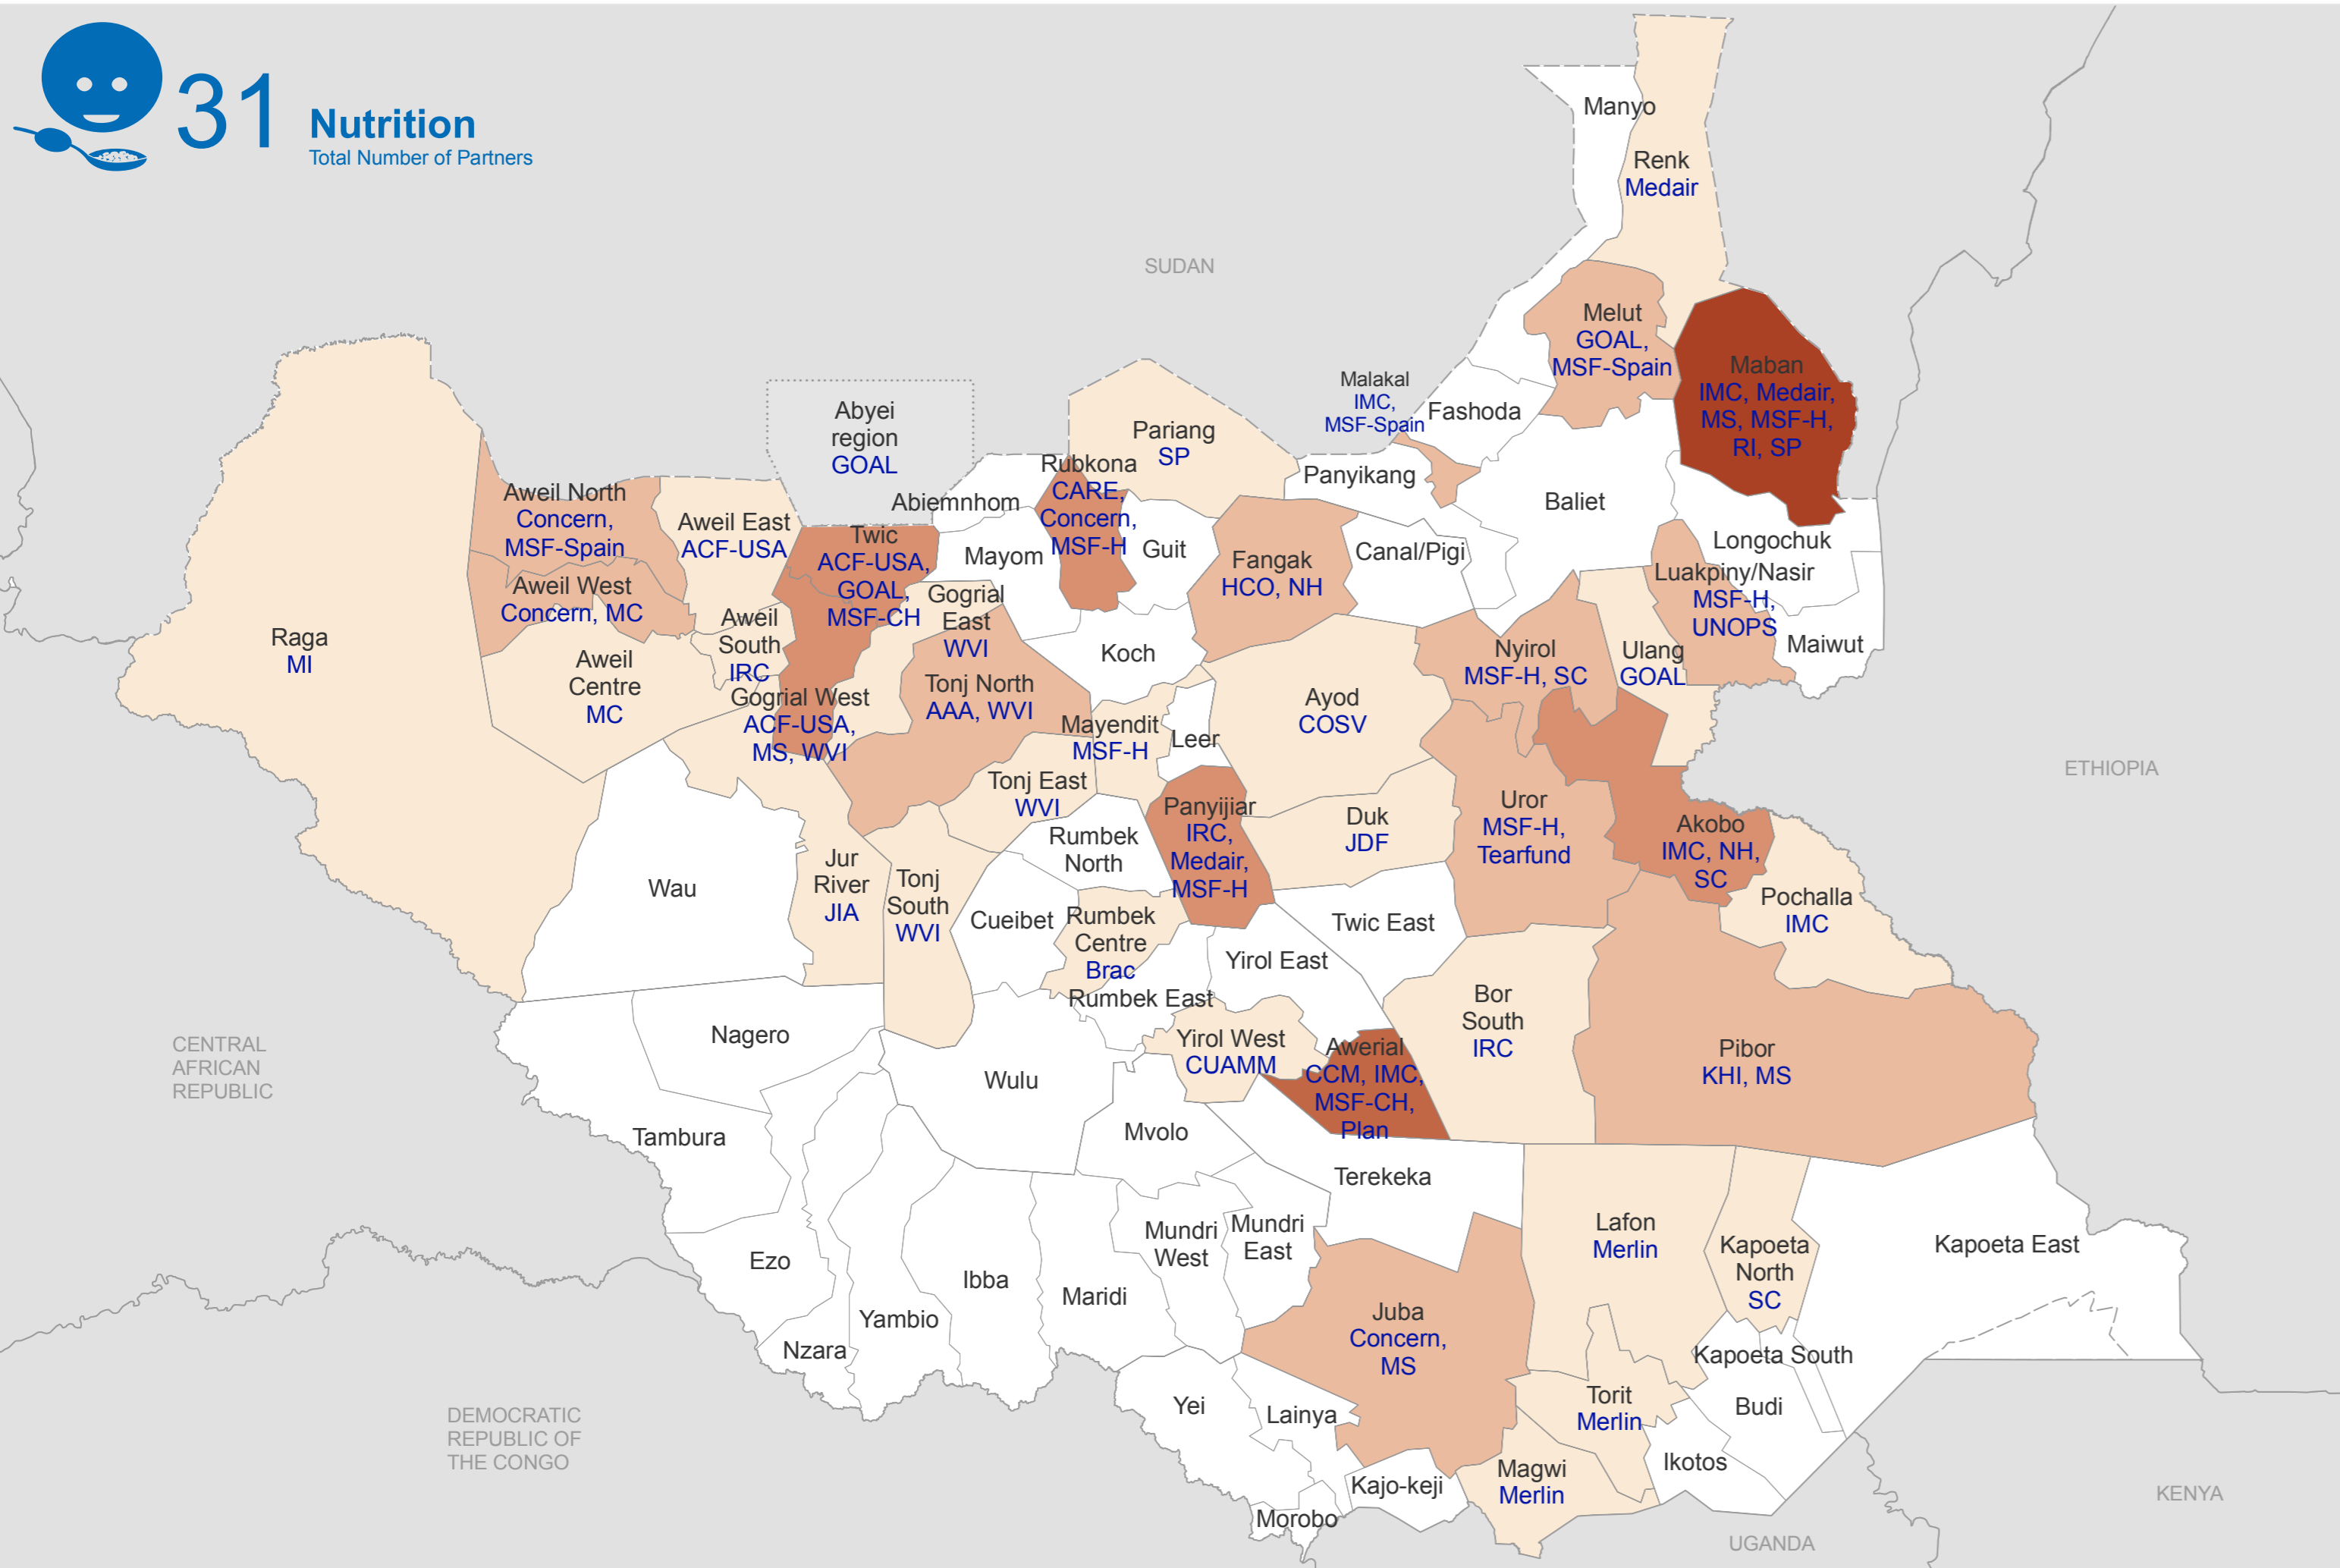 31
Nutrition
Total Number of Partners
Manyo
Renk
Medair
SUDAN
Melut
GOAL,
MSF-Spain
Maban
IMC, Medair,
MS, MSF-H,
RI, SP
Malakal
IMC,
MSF-Spain
Fashoda
Abyei
region
GOAL
Pariang
SP
Rubkona
CARE,
Concern,
MSF-H
Panyikang
Baliet
Abiemnhom
Aweil North
Concern,
MSF-Spain
Aweil East
ACF-USA
Twic
ACF-USA,
GOAL,
MSF-CH
Mayom
Guit
Fangak
HCO, NH
Canal/Pigi
Longochuk
Luakpiny/Nasir
MSF-H,
UNOPS
Maiwut
Aweil West
Concern, MC
Gogrial
East
WVI
Aweil
South
IRC
Raga
MI
Aweil
Centre
MC
Koch
Nyirol
MSF-H, SC
Ulang
GOAL
Gogrial West
ACF-USA,
MS, WVI
Tonj North
AAA, WVI
Mayendit
MSF-H
Leer
Ayod
COSV
ETHIOPIA
Tonj East
WVI
Panyijiar
IRC,
Medair,
MSF-H
Duk
JDF
Uror
MSF-H,
Tearfund
Akobo
IMC, NH,
SC
Rumbek
North
Jur
River
JIA
Tonj
South
WVI
Wau
Cueibet
Rumbek
Centre
Brac
Twic East
Pochalla
IMC
Yirol East
Rumbek East
Bor
South
IRC
Nagero
Yirol West
CUAMM
Awerial
CCM, IMC,
MSF-CH,
Plan
Pibor
KHI, MS
CENTRAL
AFRICAN
REPUBLIC
Wulu
Tambura
Mvolo
Terekeka
Mundri
West
Mundri
East
Lafon
Merlin
Kapoeta
North
SC
Kapoeta East
Ezo
Ibba
Maridi
Yambio
Nzara
Juba
Concern,
MS
Kapoeta South
Budi
Yei
Lainya
Torit
Merlin
DEMOCRATIC
REPUBLIC OF
THE CONGO
Ikotos
Magwi
Merlin
Kajo-keji
Morobo
KENYA
UGANDA